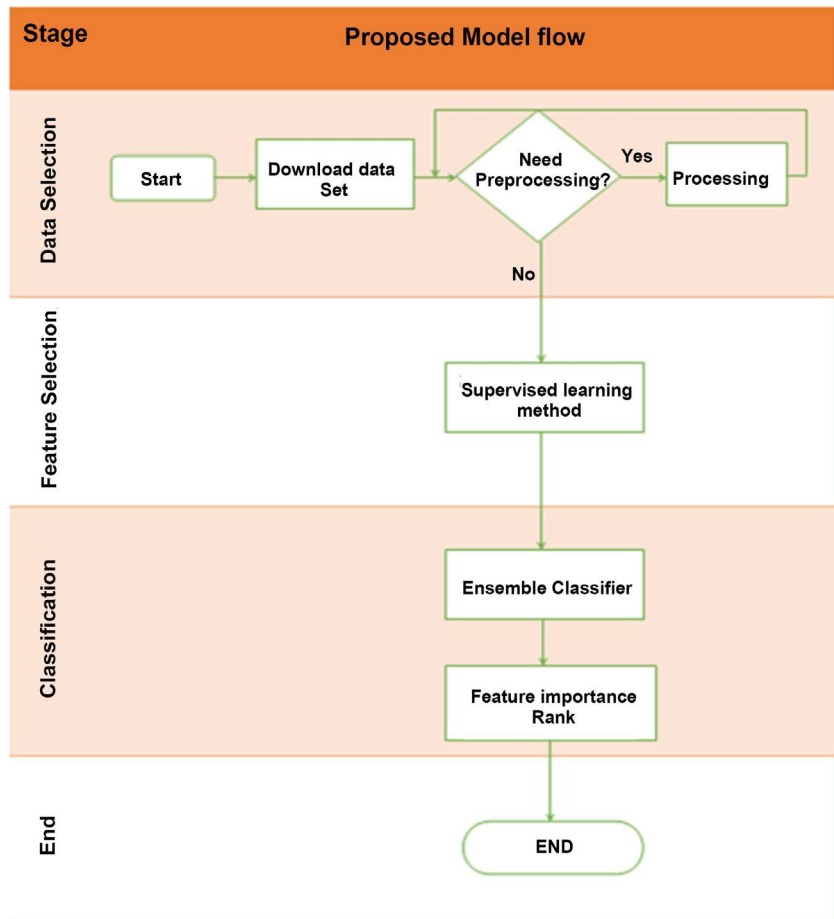 Stage
Proposed Model flow
Data Selection
Start
Download data
Set
Need
Preprocessing?
Yes
Processing
No
Feature Selection
Supervised learning
method
Classification
Ensemble Classifier
Feature importance
Rank
End
END